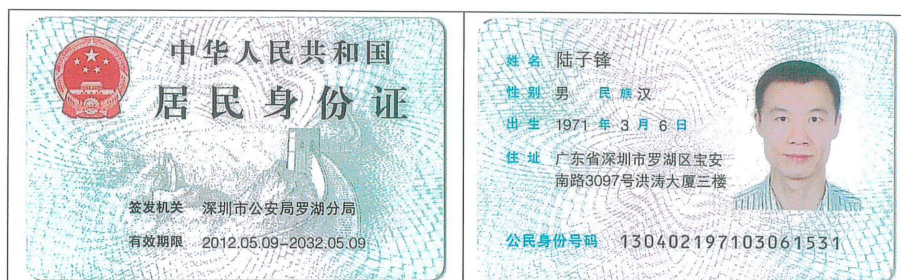 中华人民共和国
居民身份证
签发机关 深圳市公安局罗湖分局
有效期限 2012.05.09-2032.05.09
姓名 陆子锋
性别 男 民族 汉
出生 1971 年 3 月 6 日
住址 广东省深圳市罗湖区宝安
南路3097号洪涛大厦三楼
公民身份号码 130402197103061531